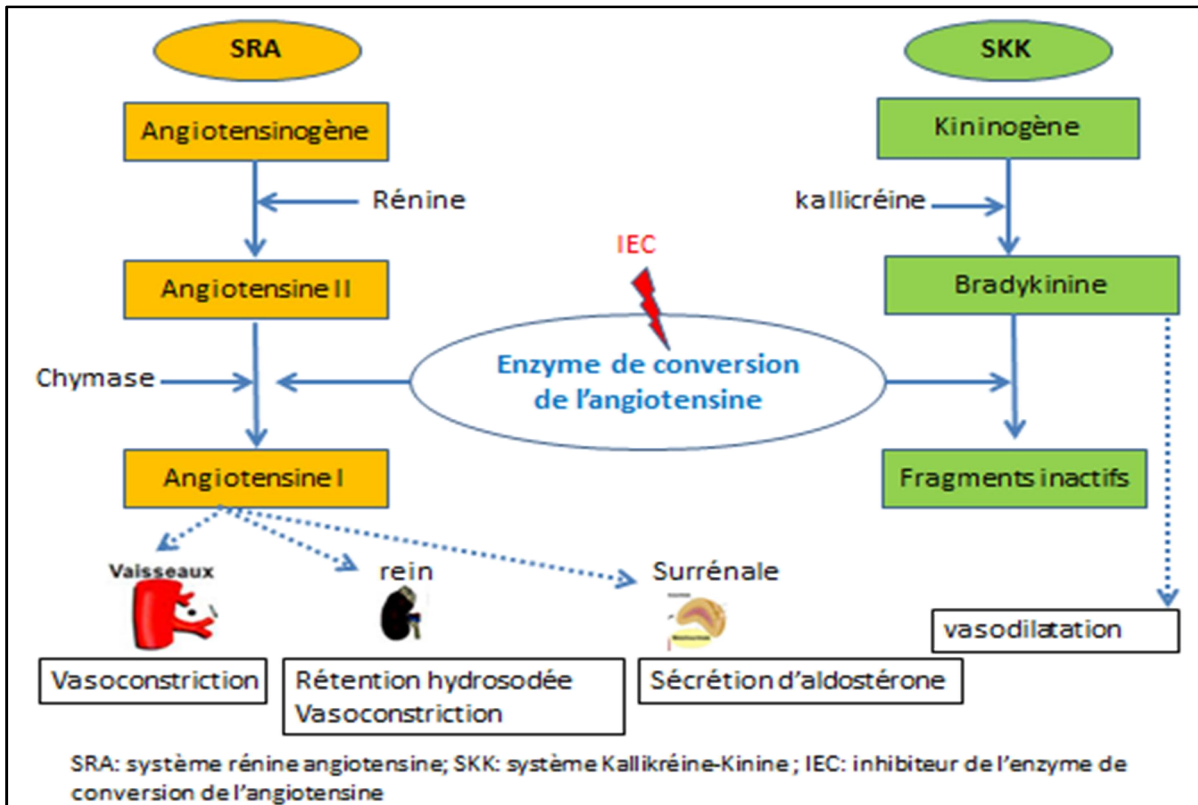 SRA
SKK
Angiotensinogène
Kininogène
Rénine
kallicréine
IEC
Angiotensine II
Bradykinine
Chymase
Enzyme de conversion
de l'angiotensine
Angiotensine I
Fragments inactifs
Vaisseaux
rein
Surrénale
vasodilatation
Vasoconstriction
Rétention hydrosodée
Vasoconstriction
Sécrétion d'aldostérone
SRA: système rénine angiotensine; SKK: système Kallikréine-Kinine ; IEC: inhibiteur de l'enzyme de
conversion de l'angiotensine